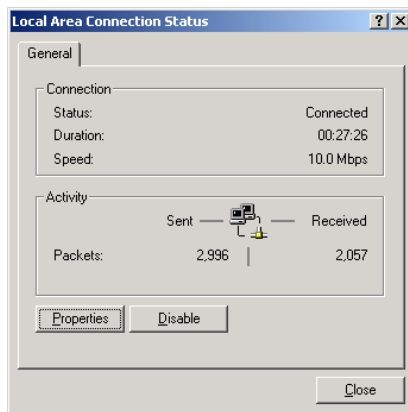 Local Area Connection Status
General
Connection
Status: Connected
Duration: 00:27:26
Speed: 10.0 Mbps
Activity
Sent Received
Packets: 2,996 2,057
Properties Disable
Close